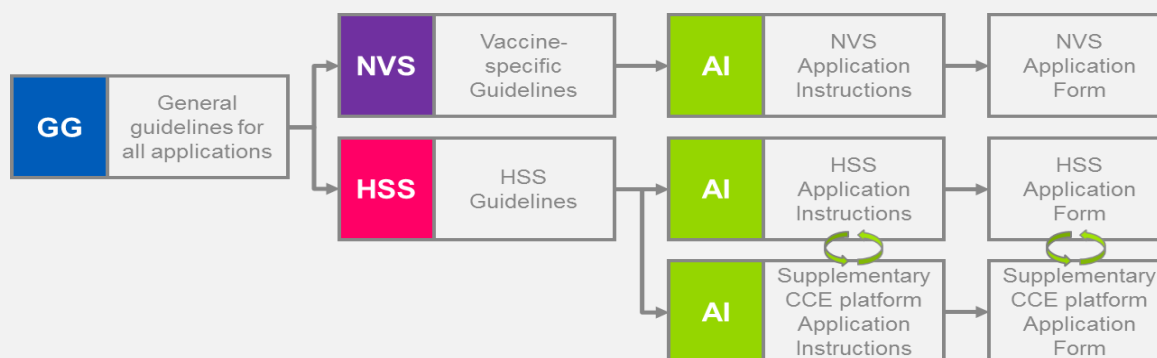 GG
General
guidelines for
all applications
NVS
Vaccine-
specific
Guidelines
AI
NVS
Application
Instructions
NVS
Application
Form
HSS
HSS
Guidelines
AI
HSS
Application
Instructions
HSS
Application
Form
AI
Supplementary
CCE platform
Application
Instructions
Supplementary
CCE platform
Application
Form